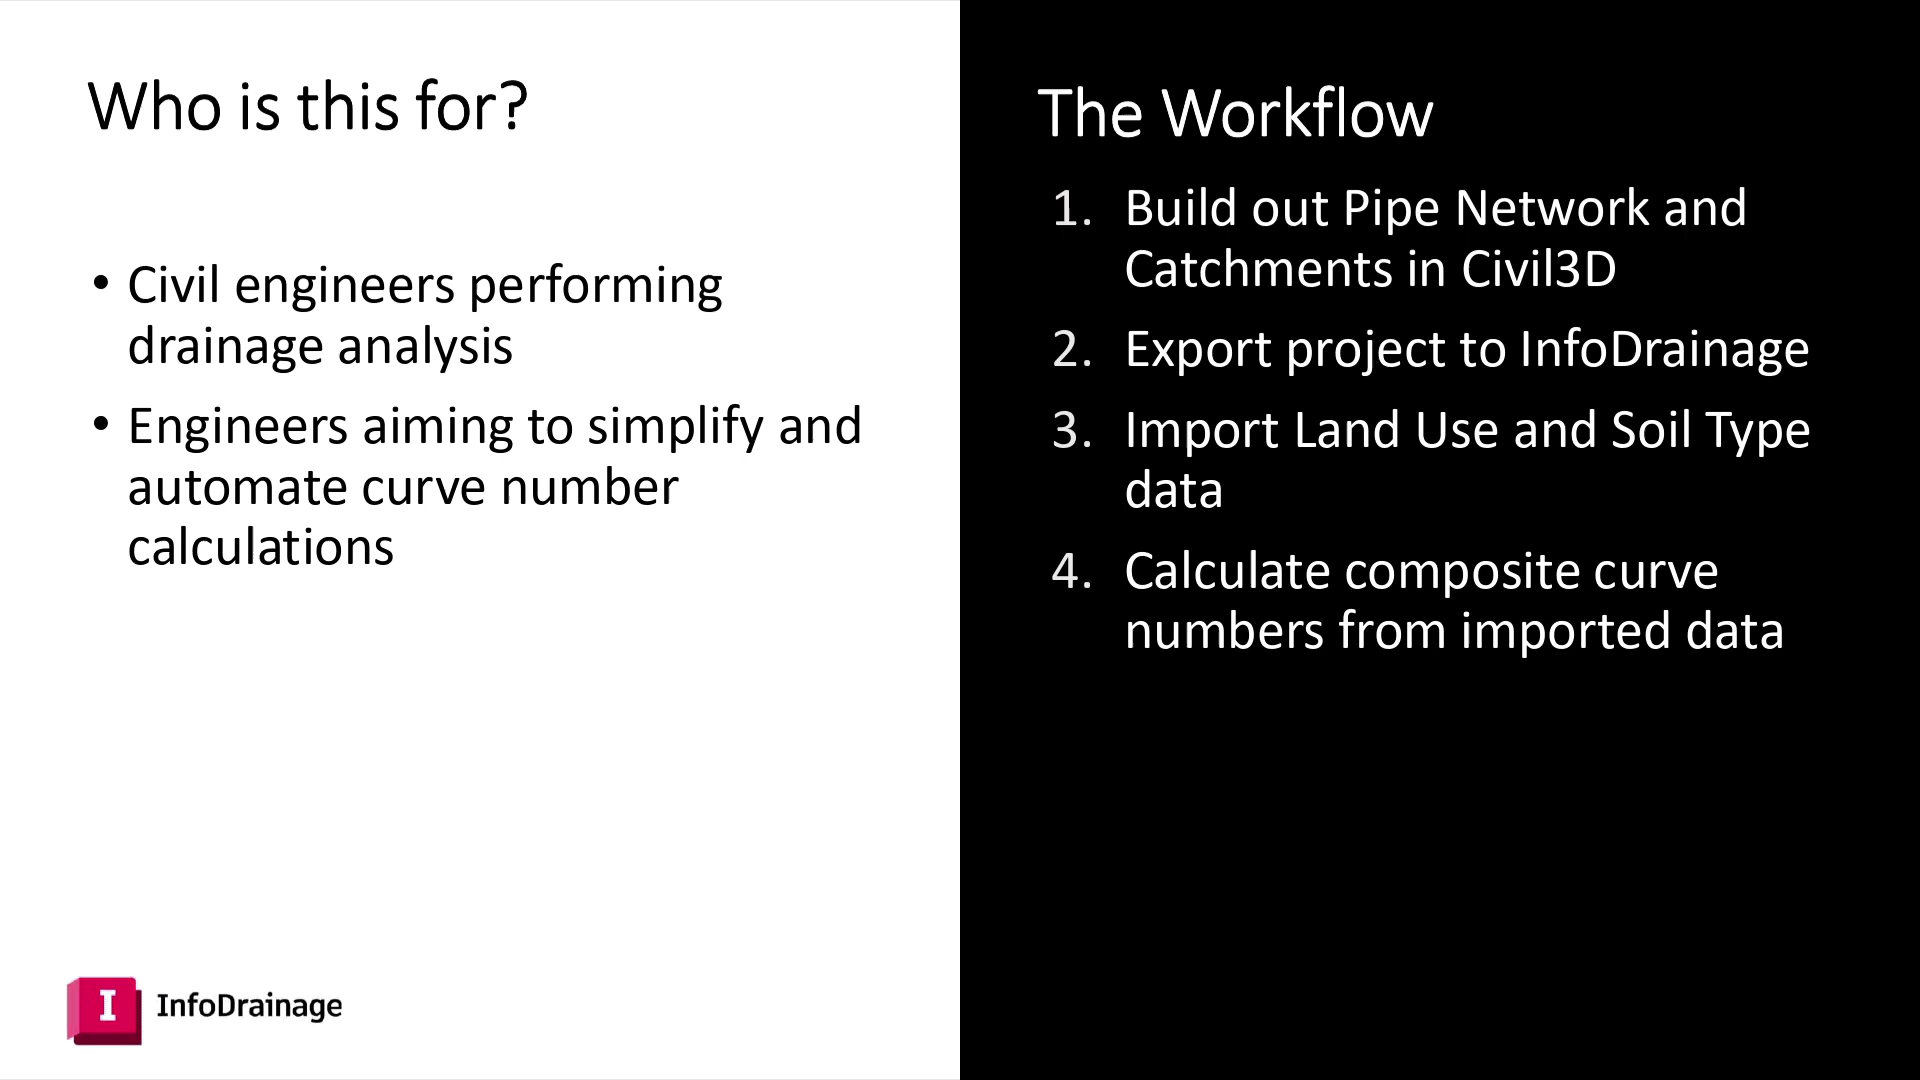 Who is this for?
• Civil engineers performing
drainage analysis
• Engineers aiming to simplify and
automate curve number
calculations
I InfoDrainage
The Workflow
1. Build out Pipe Network and
Catchments in Civil3D
2. Export project to InfoDrainage
3. Import Land Use and Soil Type
data
4. Calculate composite curve
numbers from imported data